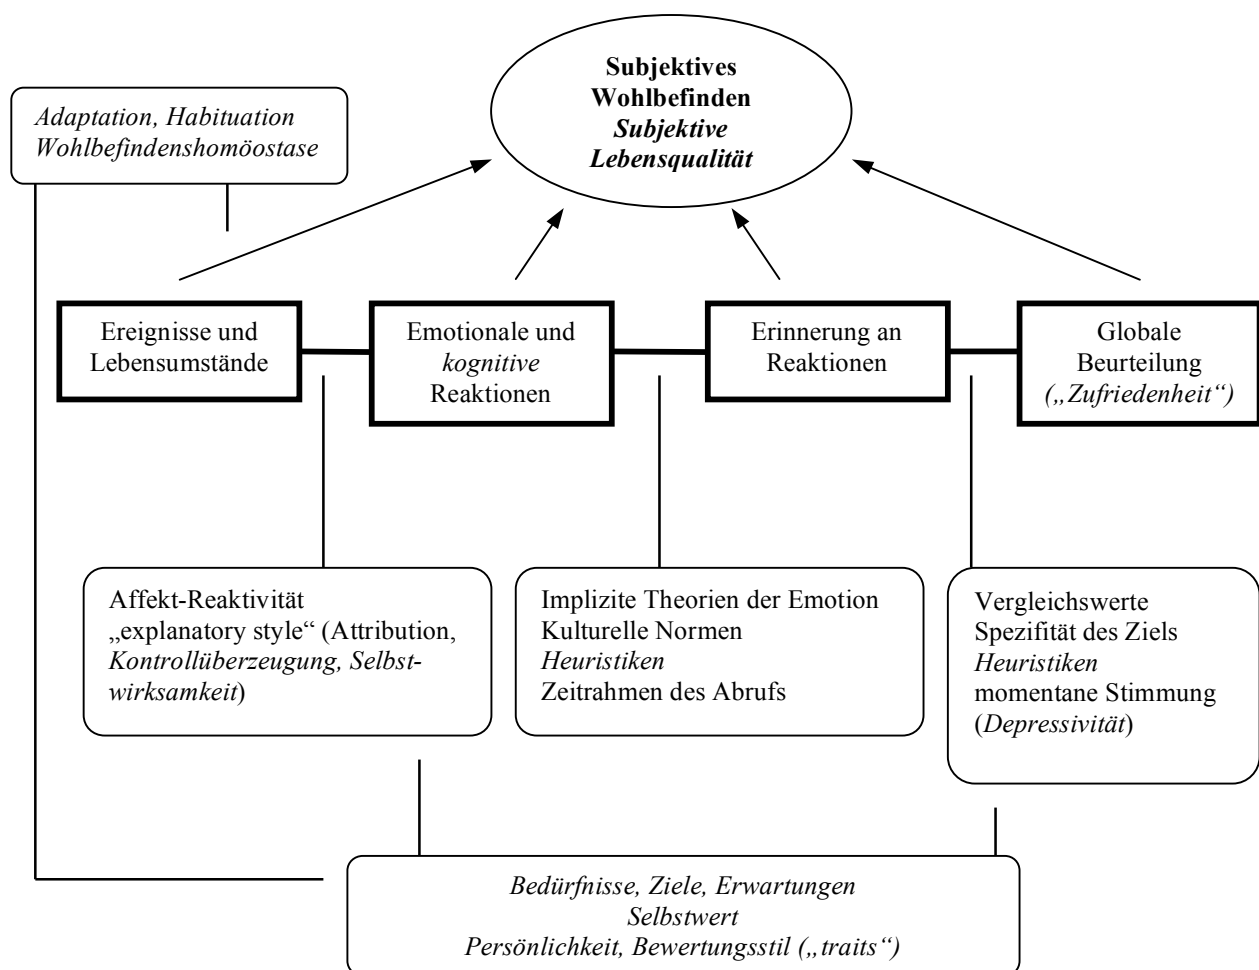 Subjektives
Wohlbefinden
Subjektive
Lebensqualität
Adaptation, Habituation
Wohlbefindenshomöostase
Ereignisse und
Lebensumstände
Emotionale und
kognitive
Reaktionen
Erinnerung an
Reaktionen
Globale
Beurteilung
(„Zufriedenheit“)
Affekt-Reaktivität
„explanatory style“ (Attribution,
Kontrollüberzeugung, Selbst-
wirksamkeit)
Implizite Theorien der Emotion
Kulturelle Normen
Heuristiken
Zeitrahmen des Abrufs
Vergleichswerte
Spezifität des Ziels
Heuristiken
momentane Stimmung
(Depressivität)
Bedürfnisse, Ziele, Erwartungen
Selbstwert
Persönlichkeit, Bewertungsstil („traits“)